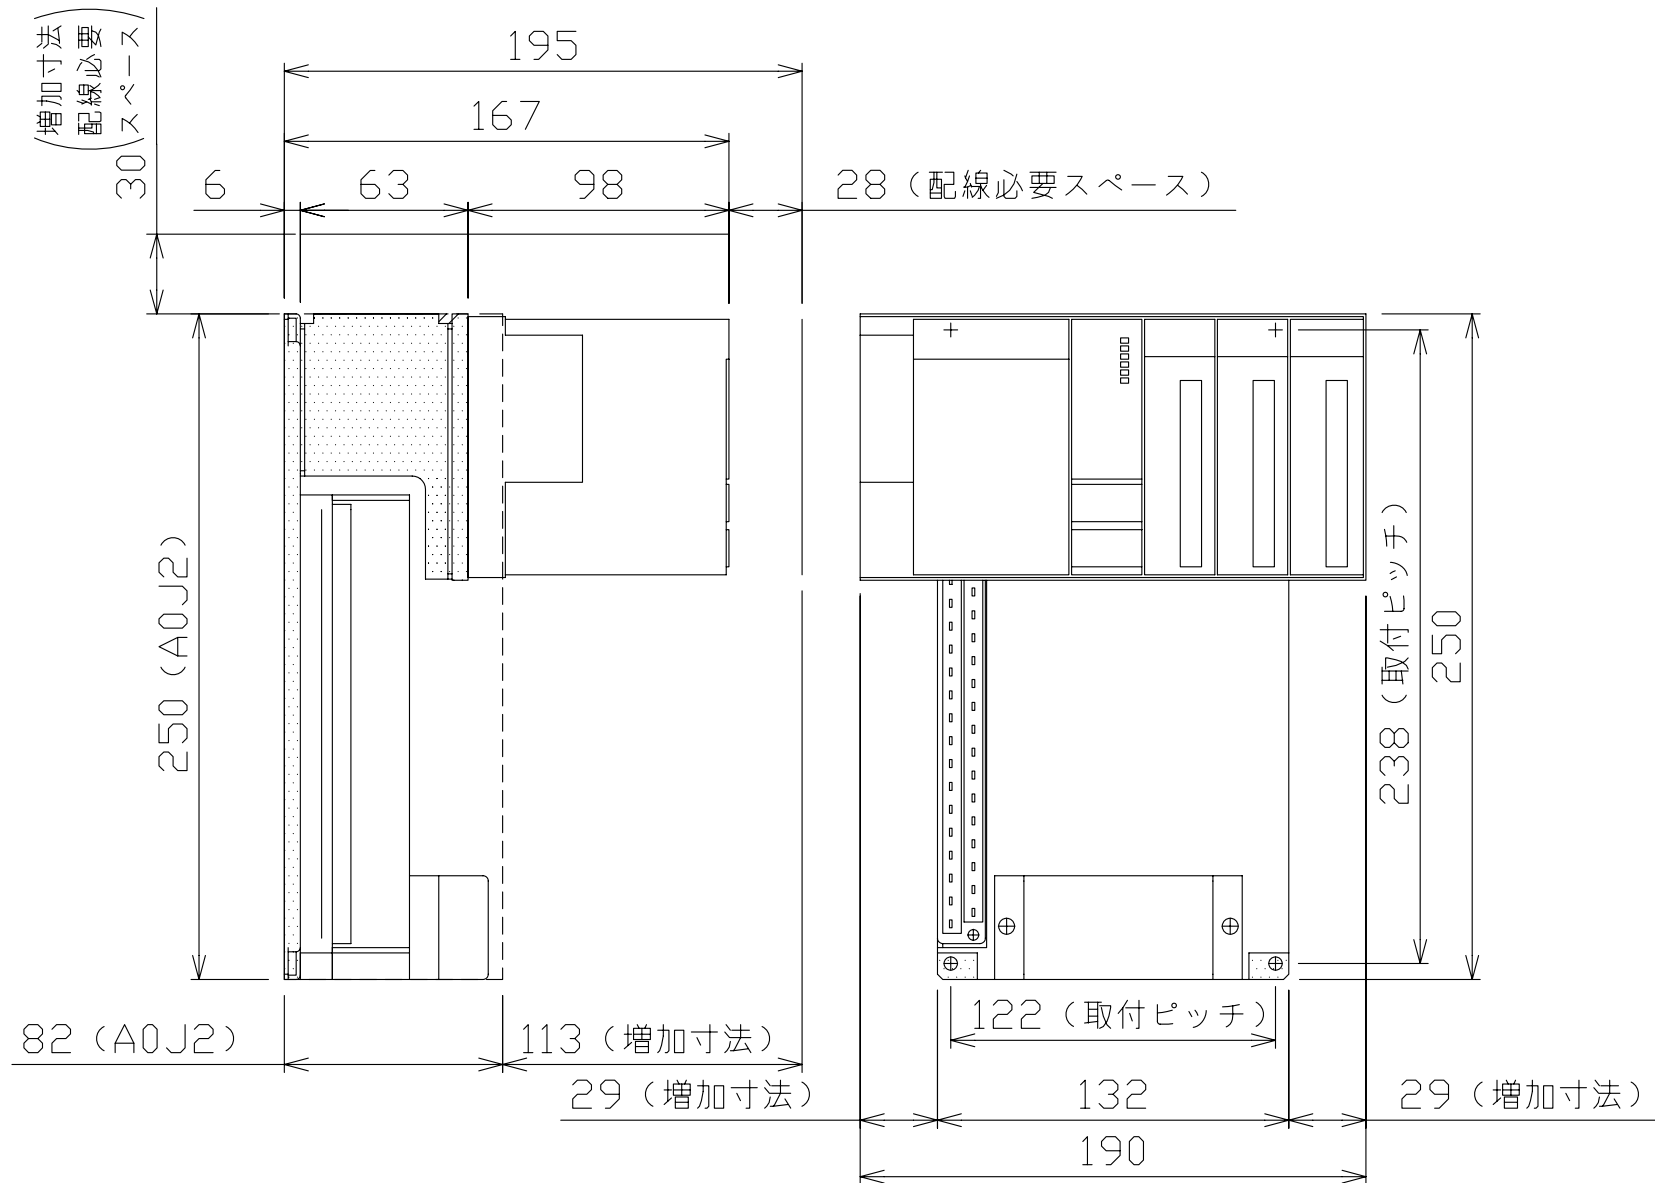 増加寸法
配線必要
スペース
30
195
167
6
63
98
28（配線必要スペース）
250（A0J2）
82（A0J2）
113（増加寸法）
238（取付ピッチ）
250
122（取付ピッチ）
29（増加寸法）
132
29（増加寸法）
190